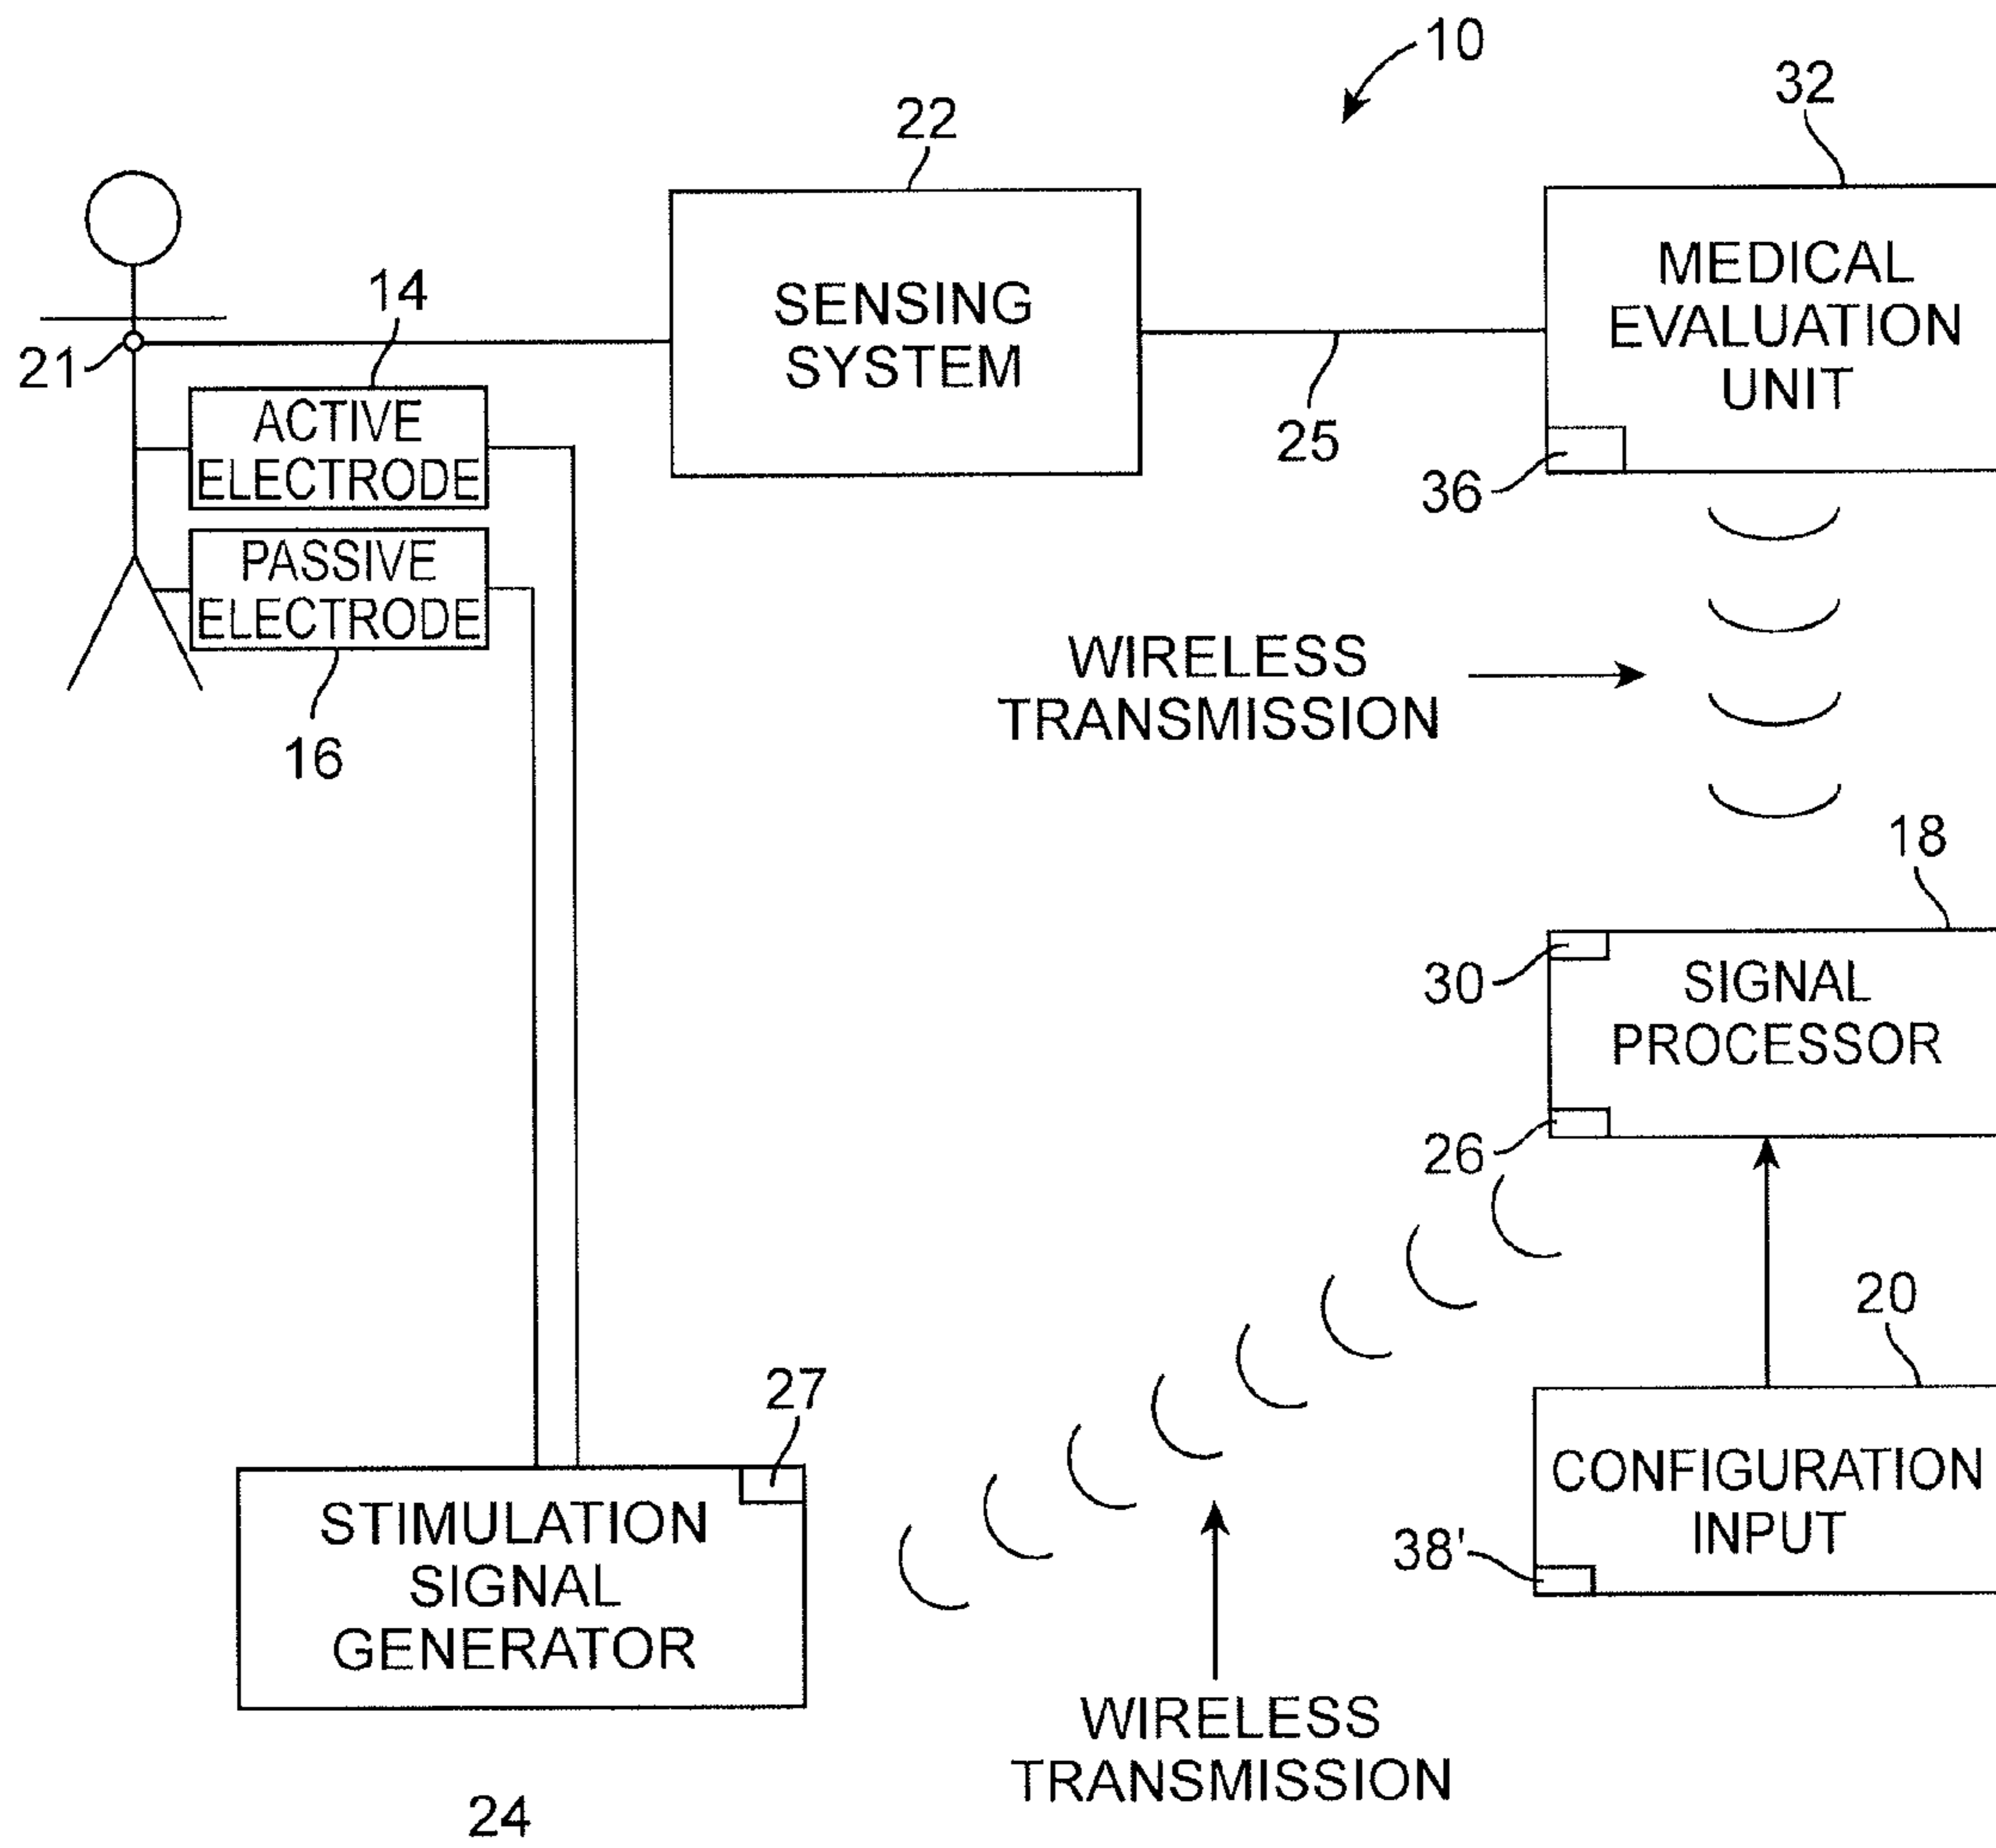 10
32
22
MEDICAL
EVALUATION
UNIT
SENSING
SYSTEM
14
21
25
36
ACTIVE
ELECTRODE
PASSIVE
ELECTRODE
16
WIRELESS
TRANSMISSION
18
30
SIGNAL
PROCESSOR
26
20
27
CONFIGURATION
INPUT
38'
STIMULATION
SIGNAL
GENERATOR
WIRELESS
TRANSMISSION
24